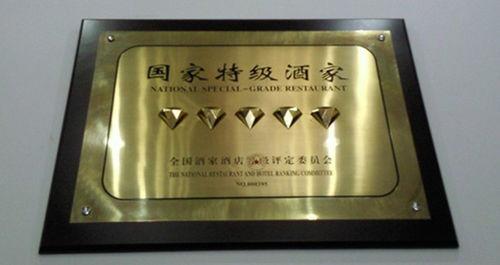 国家特级酒家
NATIONAL SPECIAL-GRADE RESTAURANT
全国酒家酒店等级评定委员会
THE NATIONAL RESTAURANT AND HOTEL RANKING COMMITTEE